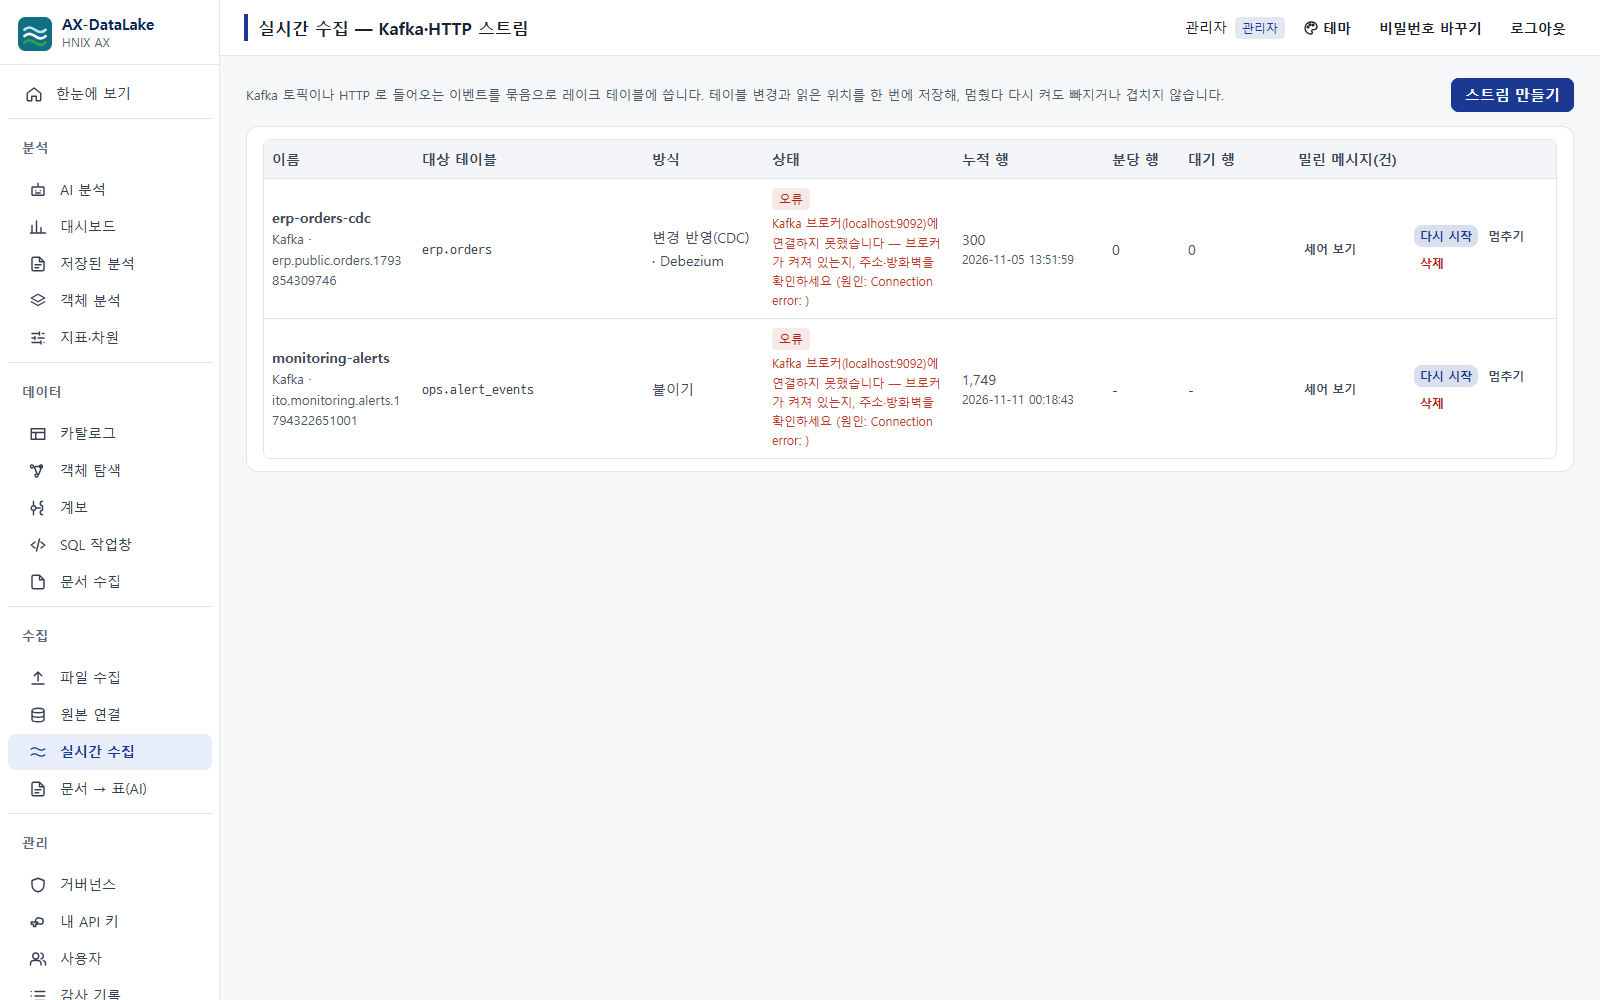 AX-DataLake
HNIX AX
한눈에 보기
분석
AI 분석
대시보드
저장된 분석
객체 분석
지표·차원
데이터
카탈로그
객체 탐색
계보
SQL 작업창
문서 수집
수집
파일 수집
원본 연결
실시간 수집
문서 → 표(AI)
관리
거버넌스
내 API 키
사용자
감사 기록
실시간 수집 — Kafka·HTTP 스트림
관리자 관리자 테마 비밀번호 바꾸기 로그아웃
Kafka 토픽이나 HTTP 로 들어오는 이벤트를 묶음으로 레이크 테이블에 씁니다. 테이블 변경과 읽은 위치를 한 번에 저장해, 멈췄다 다시 켜도 빠지거나 겹치지 않습니다.
스트림 만들기
이름 대상 테이블 방식 상태 누적 행 분당 행 대기 행 밀린 메시지(건)
erp-orders-cdc
Kafka ·
erp.public.orders.1793
854309746
erp.orders
변경 반영(CDC)
· Debezium
오류
Kafka 브로커(localhost:9092)에
연결하지 못했습니다 — 브로커
가 켜져 있는지, 주소·방화벽을
확인하세요 (원인: Connection
error: )
300
2026-11-05 13:51:59
0
0
세어 보기
다시 시작 멈추기
삭제
monitoring-alerts
Kafka ·
ito.monitoring.alerts.1
794322651001
ops.alert_events
붙이기
오류
Kafka 브로커(localhost:9092)에
연결하지 못했습니다 — 브로커
가 켜져 있는지, 주소·방화벽을
확인하세요 (원인: Connection
error: )
1,749
2026-11-11 00:18:43
-
-
세어 보기
다시 시작 멈추기
삭제